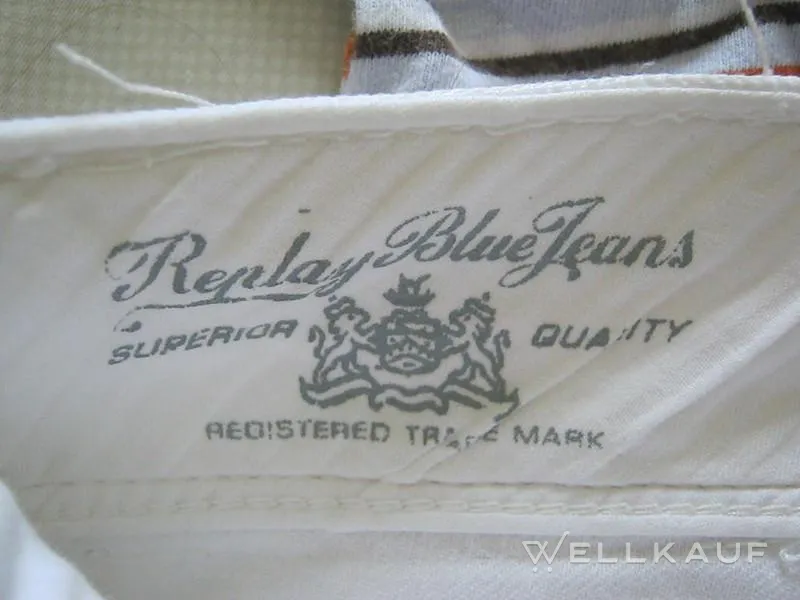 Replay Blue Jeans
SUPERIOR QUALITY
REGISTERED TRADE MARK
WELLKAUF